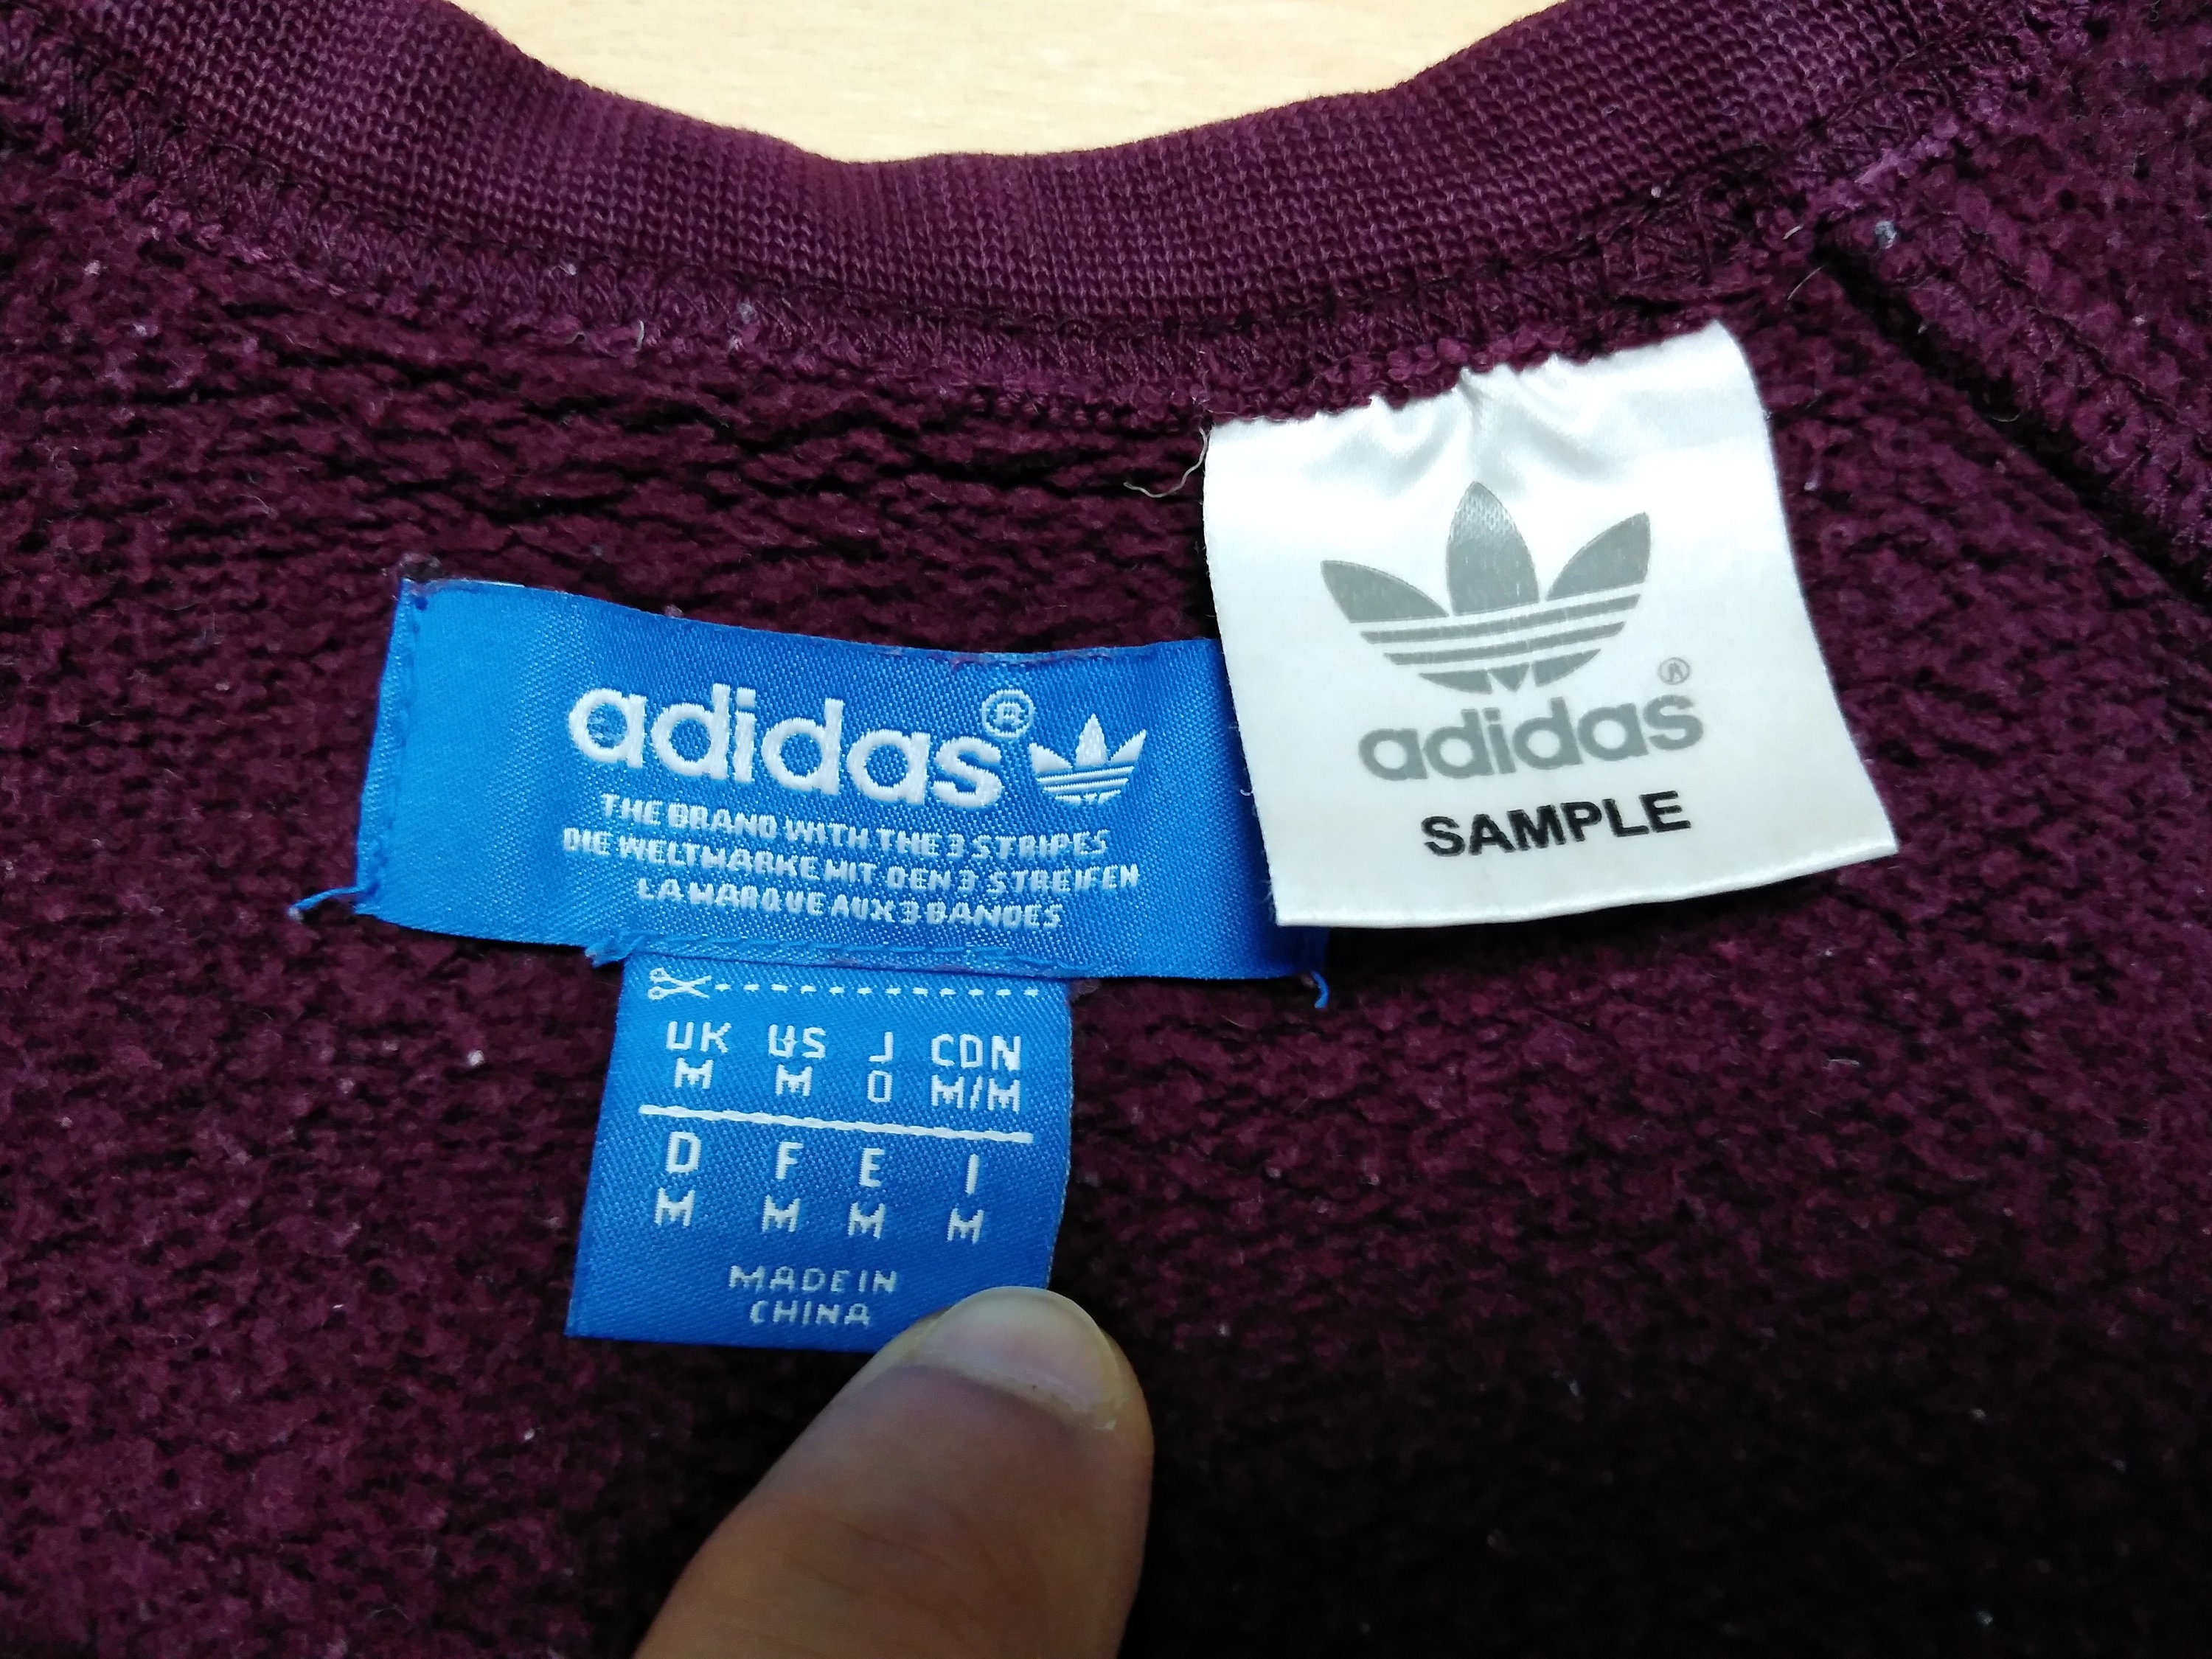 adidas®
THE BRAND WITH THE 3 STRIPES
DIE WELTMARKE MIT DEN 3 STREIFEN
LA MARQUE AUX 3 BANDES
UK US J CDN
M M O M/M
D F E I
M M M M
MADE IN
CHINA
adidas®
SAMPLE